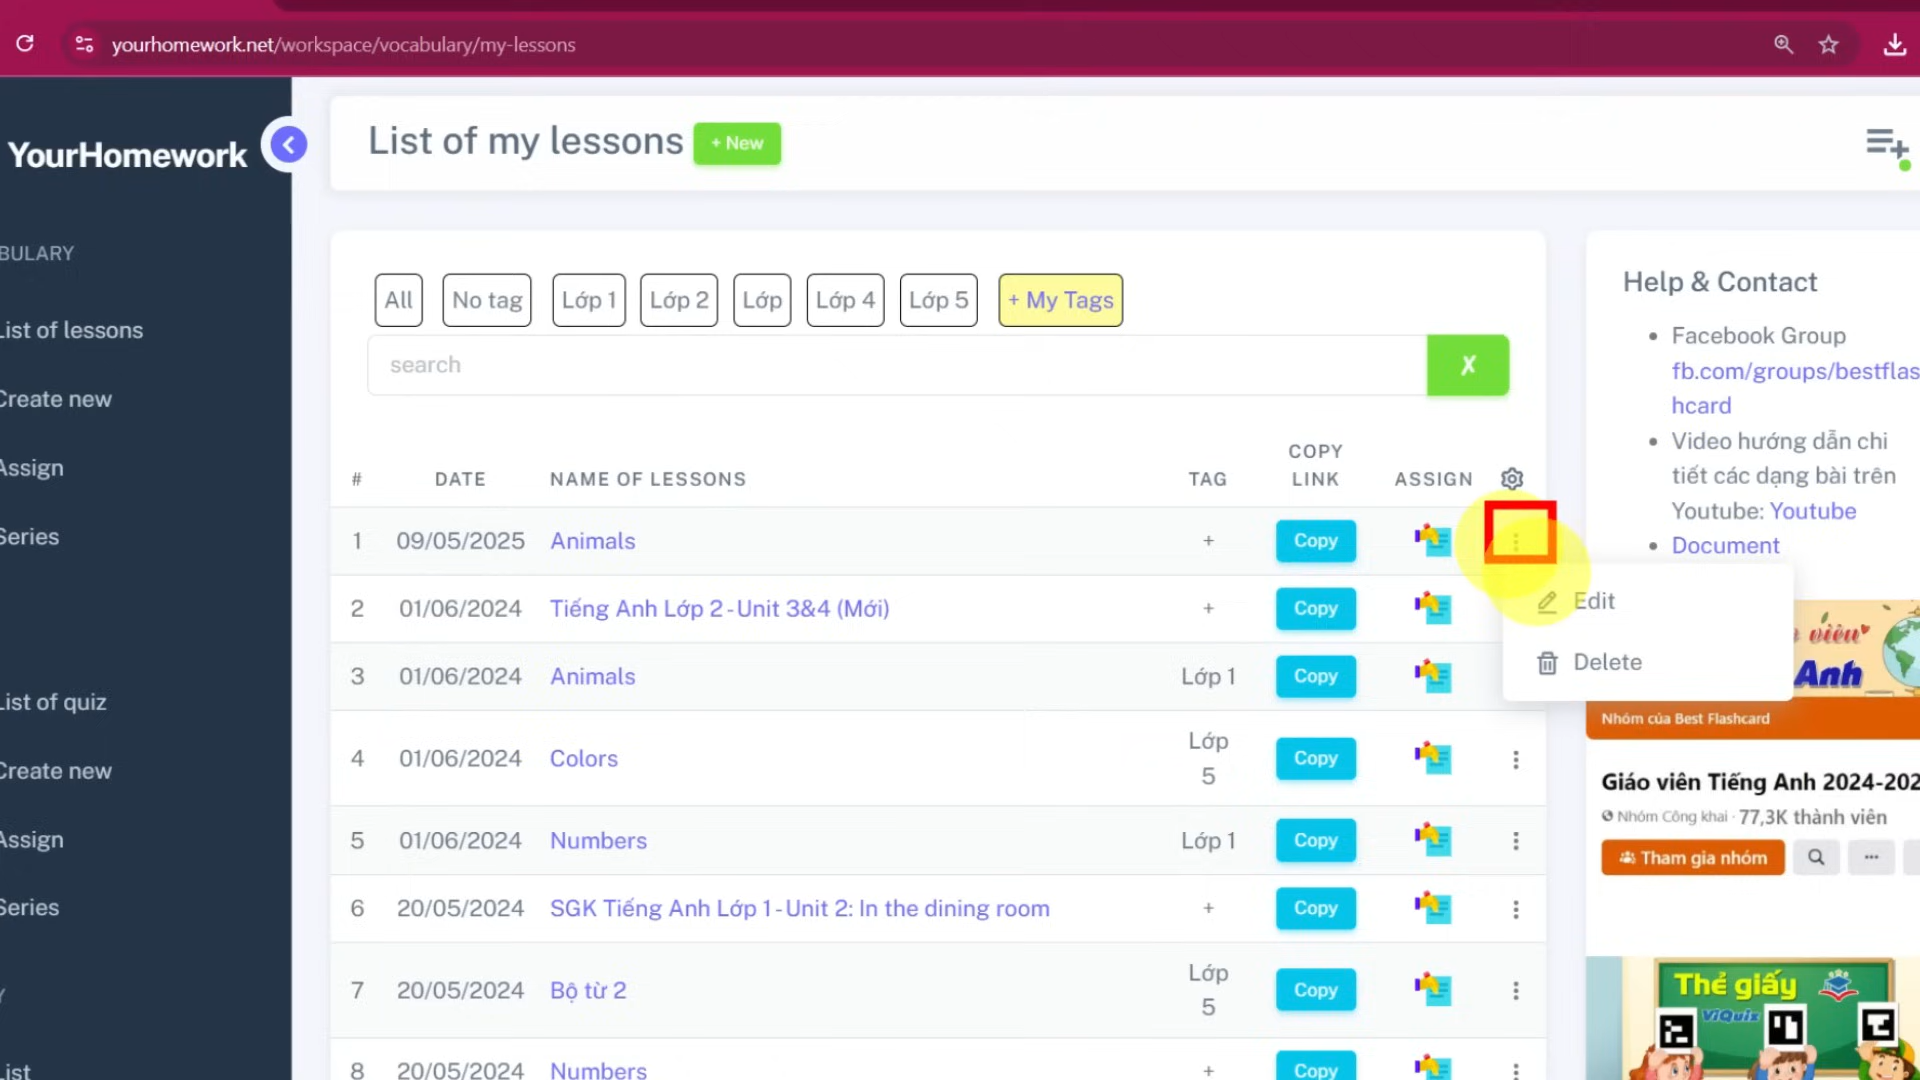 yourhomework.net/workspace/vocabulary/my-lessons
YourHomework
BULARY
List of lessons
Create new
Assign
Series
List of quiz
Create new
Assign
Series
Y
List
List of my lessons
+ New
All
No tag
Lớp 1
Lớp 2
Lớp
Lớp 4
Lớp 5
+ My Tags
search
X
# DATE NAME OF LESSONS TAG COPY LINK ASSIGN
1 09/05/2025 Animals + Copy
2 01/06/2024 Tiếng Anh Lớp 2 - Unit 3&4 (Mới) + Copy
3 01/06/2024 Animals Lớp 1 Copy
4 01/06/2024 Colors Lớp 5 Copy
5 01/06/2024 Numbers Lớp 1 Copy
6 20/05/2024 SGK Tiếng Anh Lớp 1 - Unit 2: In the dining room + Copy
7 20/05/2024 Bộ từ 2 Lớp 5 Copy
8 20/05/2024 Numbers + Copy
Edit
Delete
Help & Contact
• Facebook Group
fb.com/groups/bestflas
hcard
• Video hướng dẫn chi
tiết các dạng bài trên
Youtube: Youtube
• Document
viên
Anh
Nhóm của Best Flashcard
Giáo viên Tiếng Anh 2024-202
Nhóm Công khai · 77,3K thành viên
Tham gia nhóm
Thẻ giấy
ViQuiz